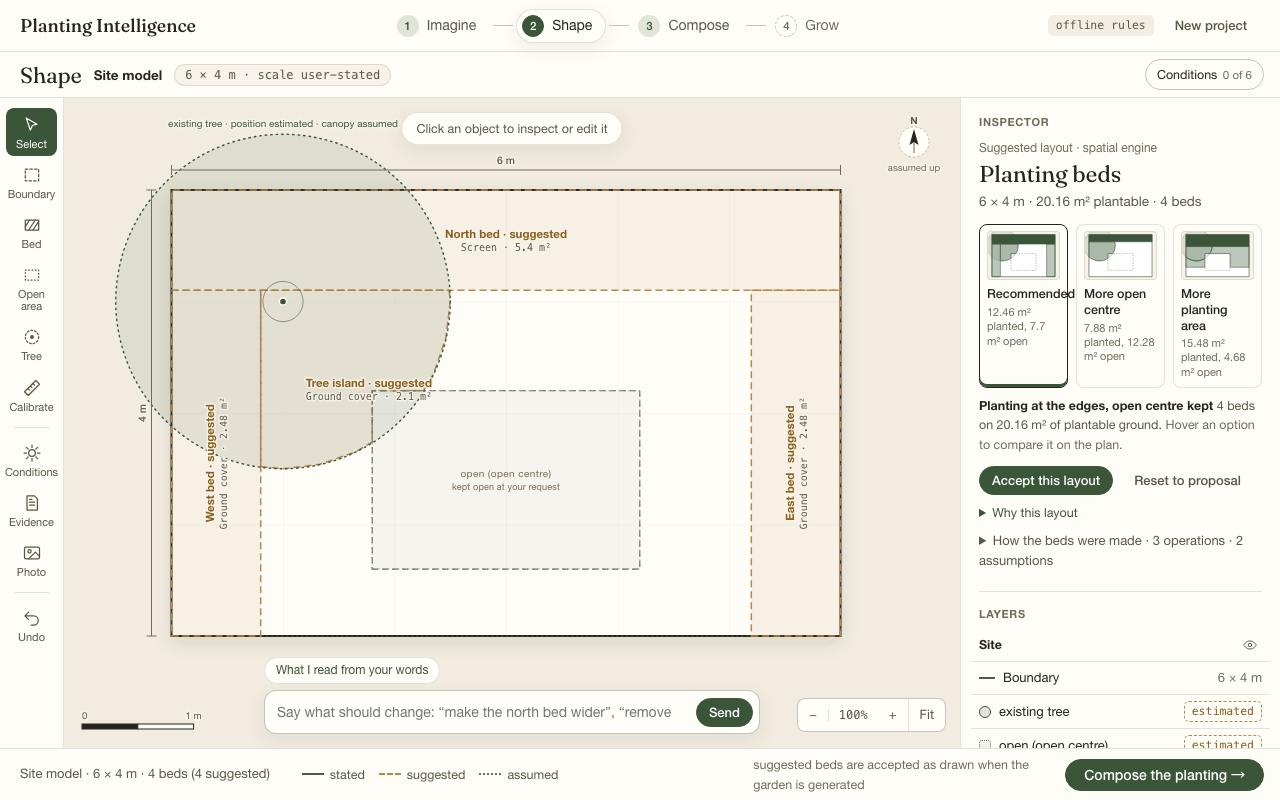 Planting Intelligence
1 Imagine
2 Shape
3 Compose
4 Grow
offline rules
New project
Shape
Site model
6 × 4 m · scale user-stated
Conditions 0 of 6
Select
Boundary
Bed
Open
area
Tree
Calibrate
Conditions
Evidence
Photo
Undo
existing tree · position estimated · canopy assumed
Click an object to inspect or edit it
N
assumed up
6 m
4 m
North bed · suggested
Screen · 5.4 m²
Tree island · suggested
Ground cover · 2.1 m²
West bed · suggested
Ground cover · 2.48 m²
East bed · suggested
Ground cover · 2.48 m²
open (open centre)
kept open at your request
What I read from your words
Say what should change: “make the north bed wider”, “remove
Send
0 1 m
− 100% + Fit
INSPECTOR
Suggested layout · spatial engine
Planting beds
6 × 4 m · 20.16 m² plantable · 4 beds
Recommended
12.46 m²
planted, 7.7
m² open
More open
centre
7.88 m²
planted, 12.28
m² open
More
planting
area
15.48 m²
planted, 4.68
m² open
Planting at the edges, open centre kept 4 beds
on 20.16 m² of plantable ground. Hover an option
to compare it on the plan.
Accept this layout
Reset to proposal
Why this layout
How the beds were made · 3 operations · 2
assumptions
LAYERS
Site
Boundary 6 × 4 m
existing tree estimated
open (open centre) estimated
Site model · 6 × 4 m · 4 beds (4 suggested)
stated
suggested
assumed
suggested beds are accepted as drawn when the
garden is generated
Compose the planting →